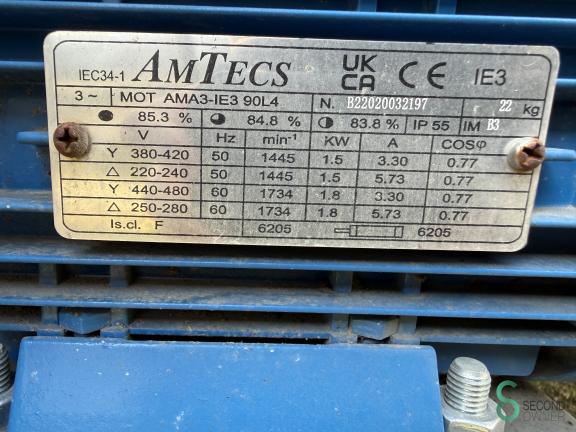 IEC34-1 AMTECS UK CA CE IE3
3 ~ MOT AMA3-IE3 90L4 N. B22020032197 22 kg
85.3 % 84.8 % 83.8 % IP 55 IM B3
V Hz min-1 KW A COSφ
Y 380-420 50 1445 1.5 3.30 0.77
△ 220-240 50 1445 1.5 5.73 0.77
Y 440-480 60 1734 1.8 3.30 0.77
△ 250-280 60 1734 1.8 5.73 0.77
Is.cl. F 6205 6205
SECOND
OWNER